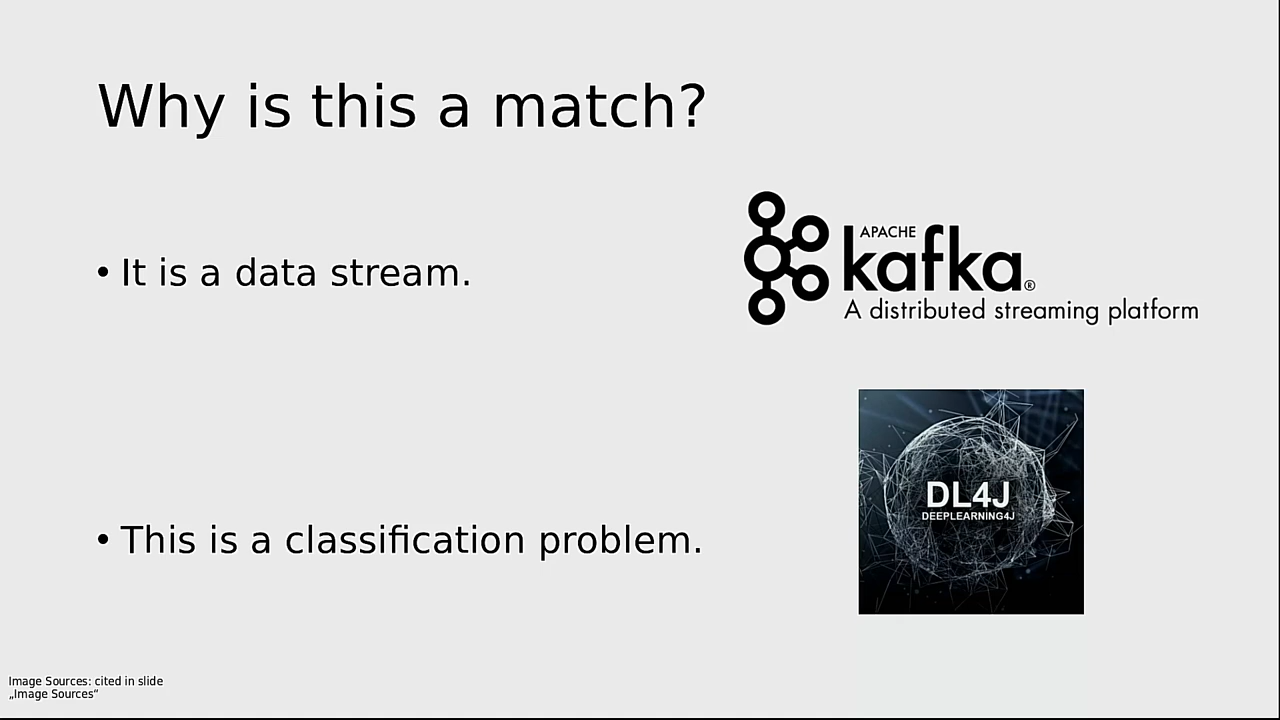 Why is this a match?
• It is a data stream.
APACHE
kafka®
A distributed streaming platform
DL4J
DEEPLEARNING4J
• This is a classification problem.
Image Sources: cited in slide
„Image Sources“